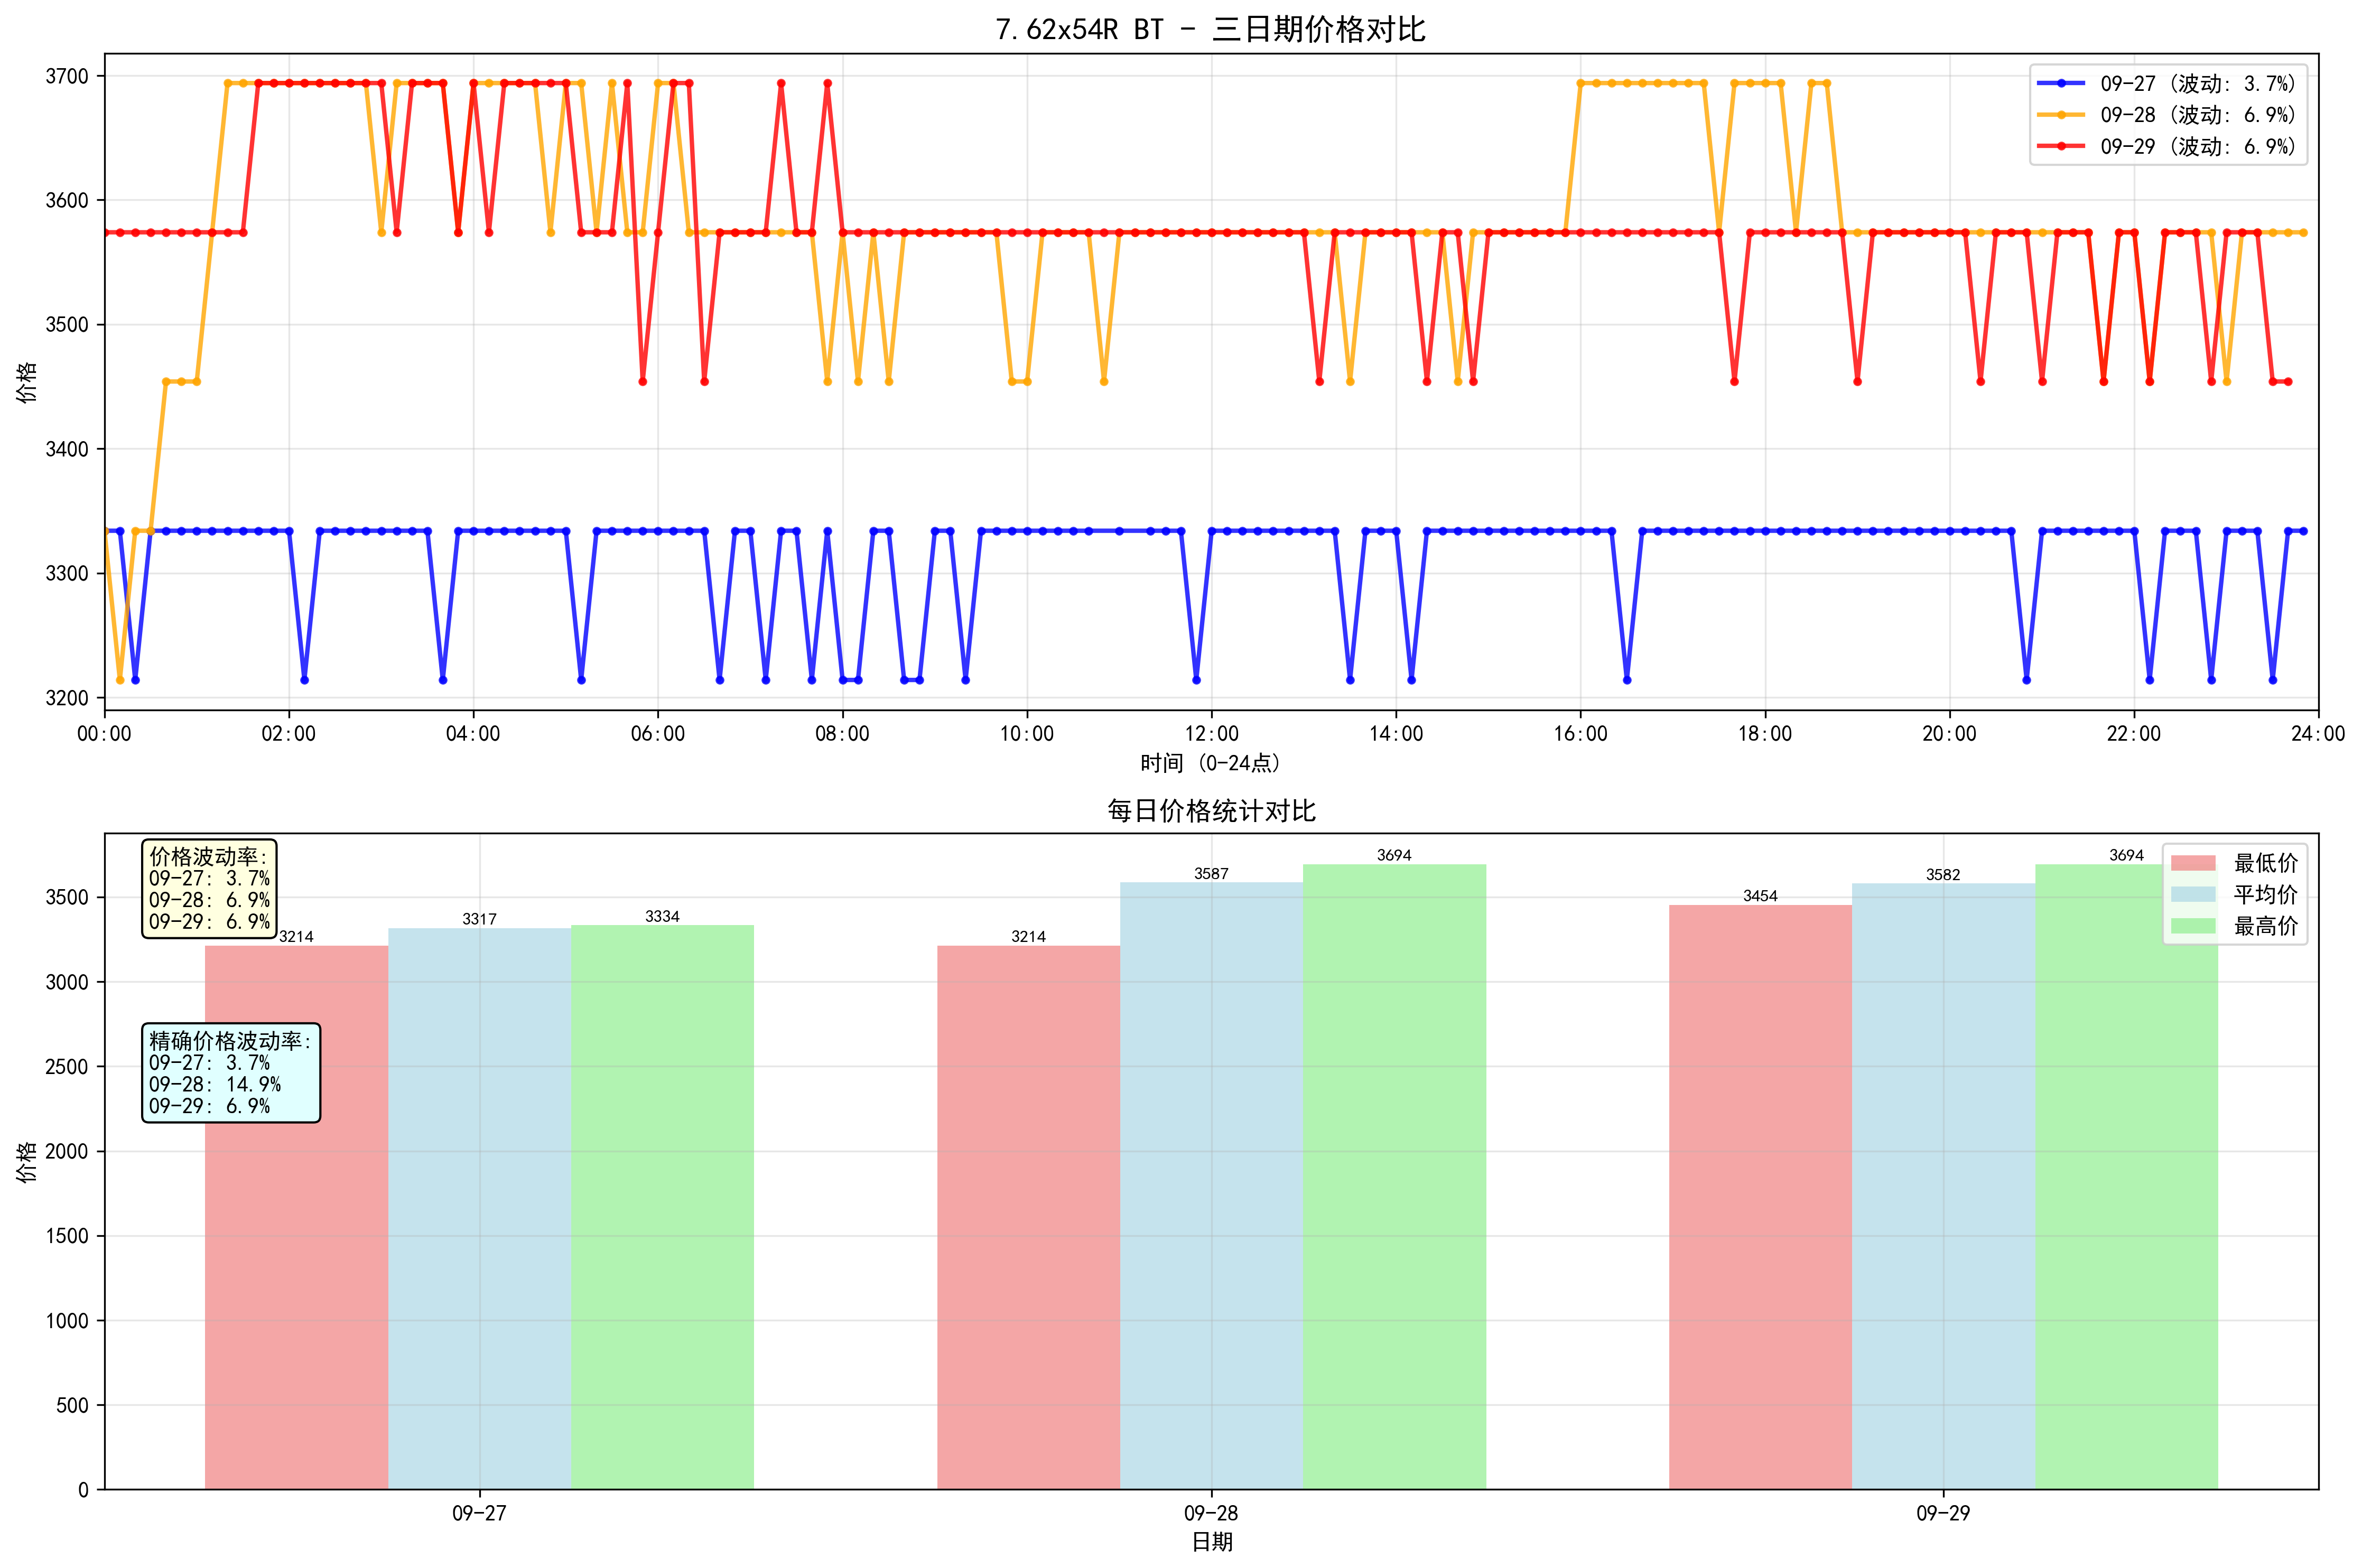 7.62x54R BT - 三日期价格对比
3700
3600
3500
3400
3300
3200
价格
09-27 (波动: 3.7%)
09-28 (波动: 6.9%)
09-29 (波动: 6.9%)
00:00 02:00 04:00 06:00 08:00 10:00 12:00 14:00 16:00 18:00 20:00 22:00 24:00
时间 (0-24点)
每日价格统计对比
3500
3000
2500
2000
1500
1000
500
0
价格
价格波动率:
09-27: 3.7%
09-28: 6.9%
09-29: 6.9%
精确价格波动率:
09-27: 3.7%
09-28: 14.9%
09-29: 6.9%
3214
3317
3334
3214
3587
3694
3454
3582
3694
最低价
平均价
最高价
09-27 09-28 09-29
日期